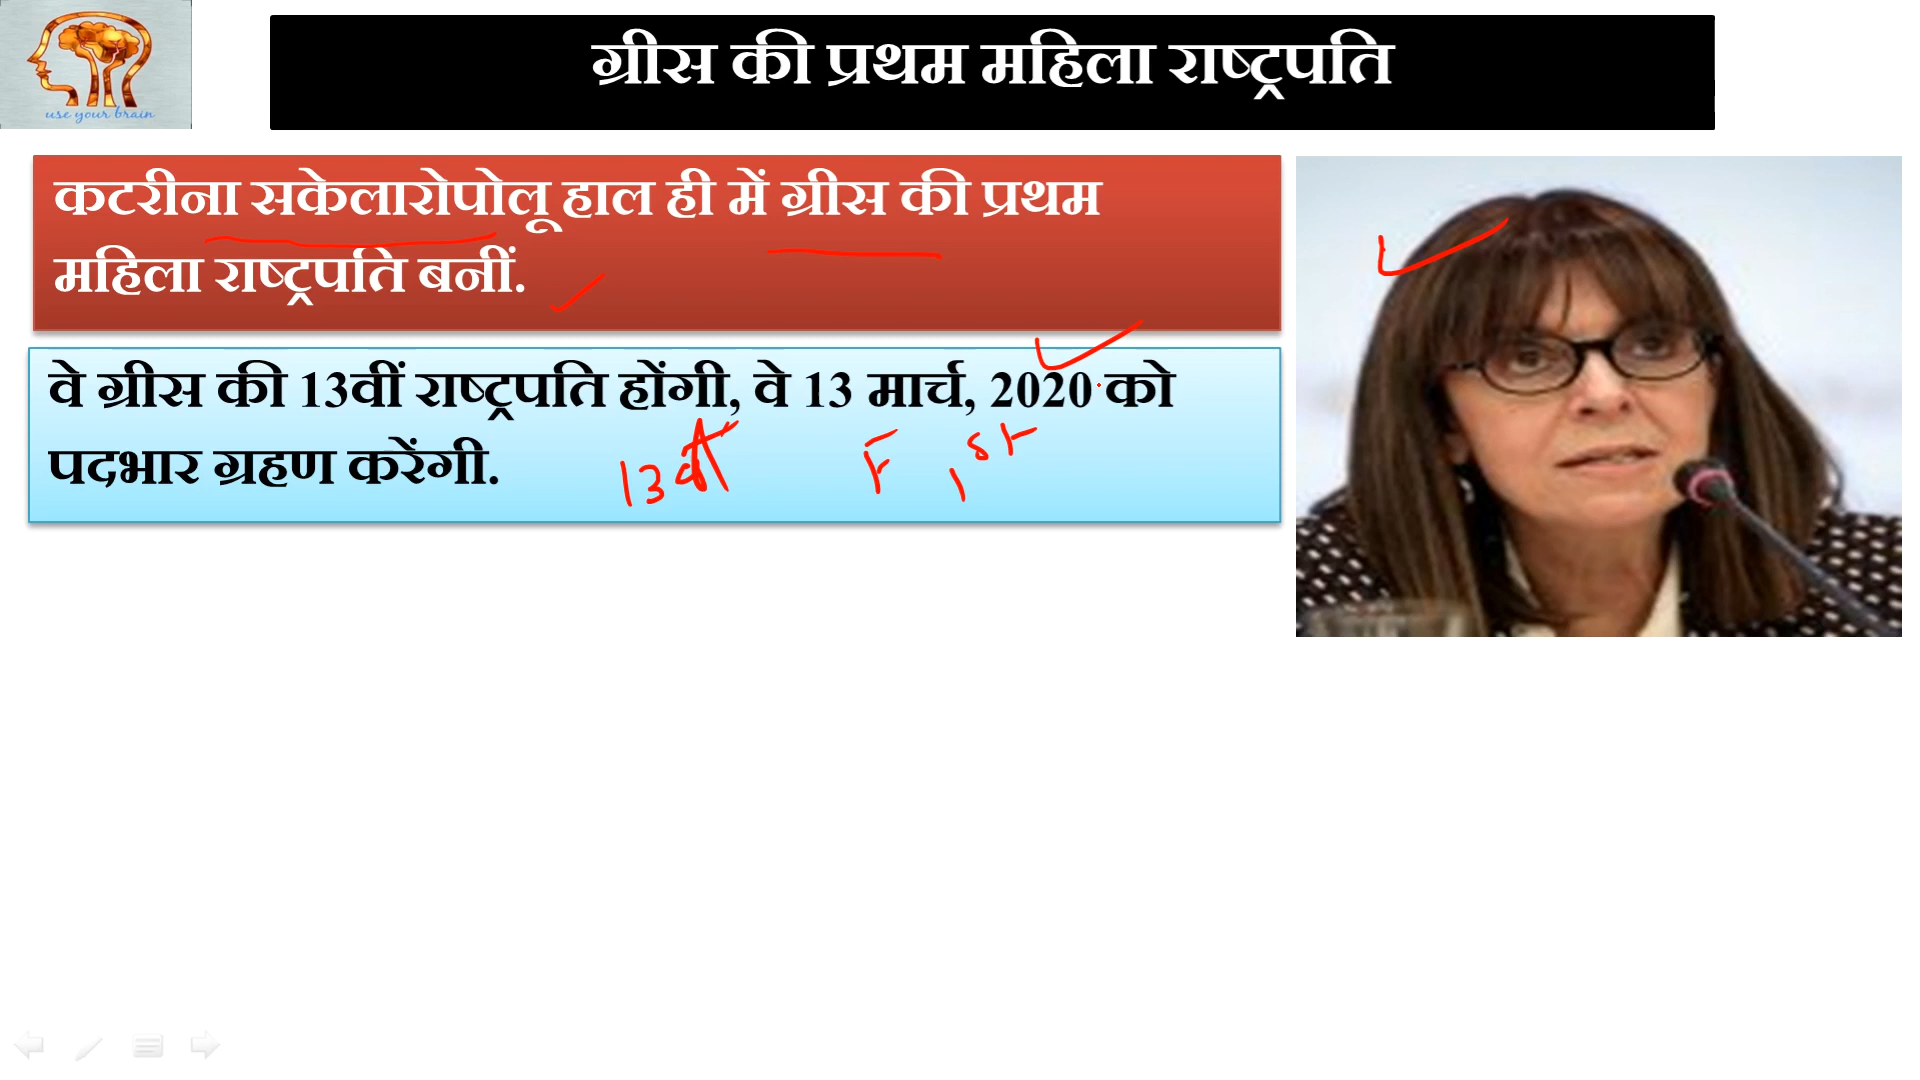 use your brain
ग्रीस की प्रथम महिला राष्ट्रपति
कटरीना सकेलारोपोलू हाल ही में ग्रीस की प्रथम
महिला राष्ट्रपति बनीं.
वे ग्रीस की 13वीं राष्ट्रपति होंगी, वे 13 मार्च, 2020 को
पदभार ग्रहण करेंगी.
13वीं F 1st